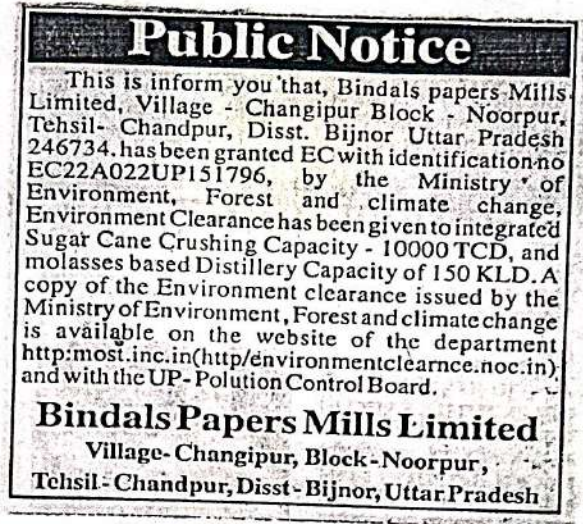 Public Notice
This is inform you that, Bindals papers Mills
Limited, Village - Changipur Block - Noorpur,
Tehsil- Chandpur, Disst. Bijnor Uttar Pradesh
246734. has been granted EC with identification no
EC22A022UP151796, by the Ministry of
Environment, Forest and climate change,
Environment Clearance has been given to integrated
Sugar Cane Crushing Capacity - 10000 TCD, and
molasses based Distillery Capacity of 150 KLD. A
copy of the Environment clearance issued by the
Ministry of Environment, Forest and climate change
is available on the website of the department
http:most.inc.in(http/environmentclearnce.noc.in)
and with the UP- Polution Control Board.
Bindals Papers Mills Limited
Village- Changipur, Block -Noorpur,
Tehsil- Chandpur, Disst- Bijnor, Uttar Pradesh